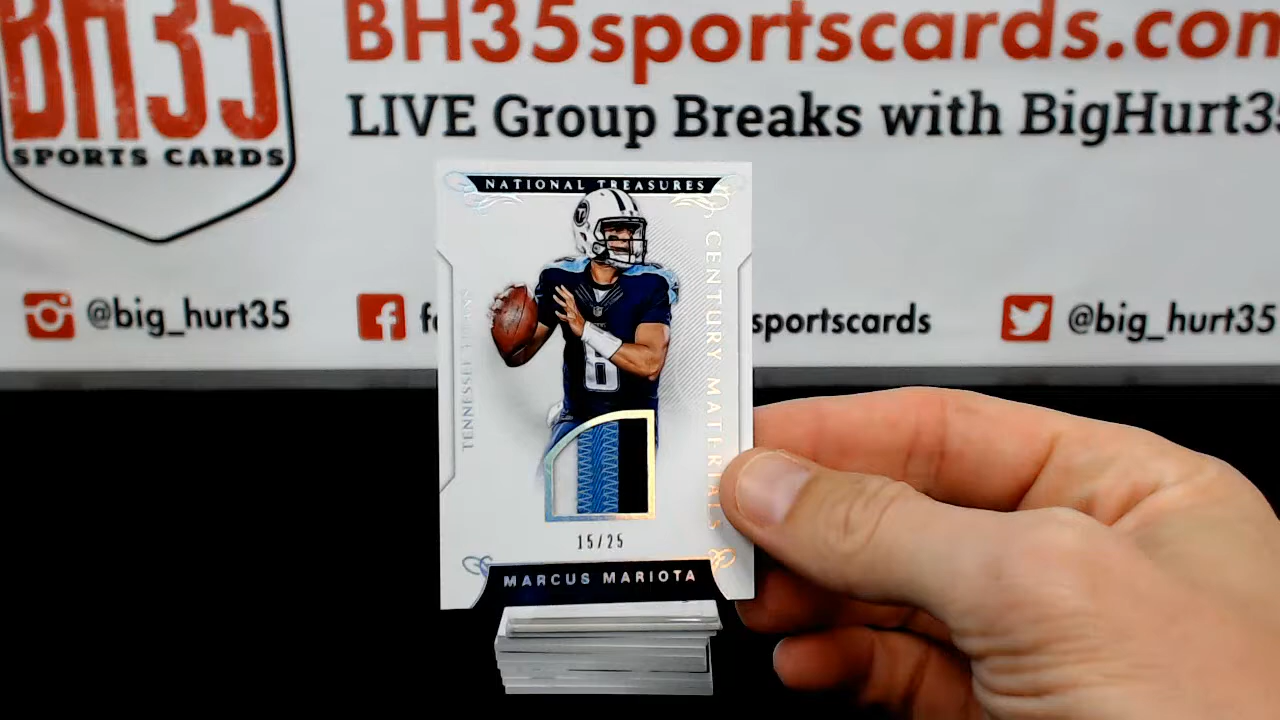 BH35
SPORTS CARDS
BH35sportscards.com
LIVE Group Breaks with BigHurt35
@big_hurt35
sportscards
@big_hurt35
NATIONAL TREASURES
CENTURY MATERIALS
TENNESSEE TITANS
8
15/25
MARCUS MARIOTA